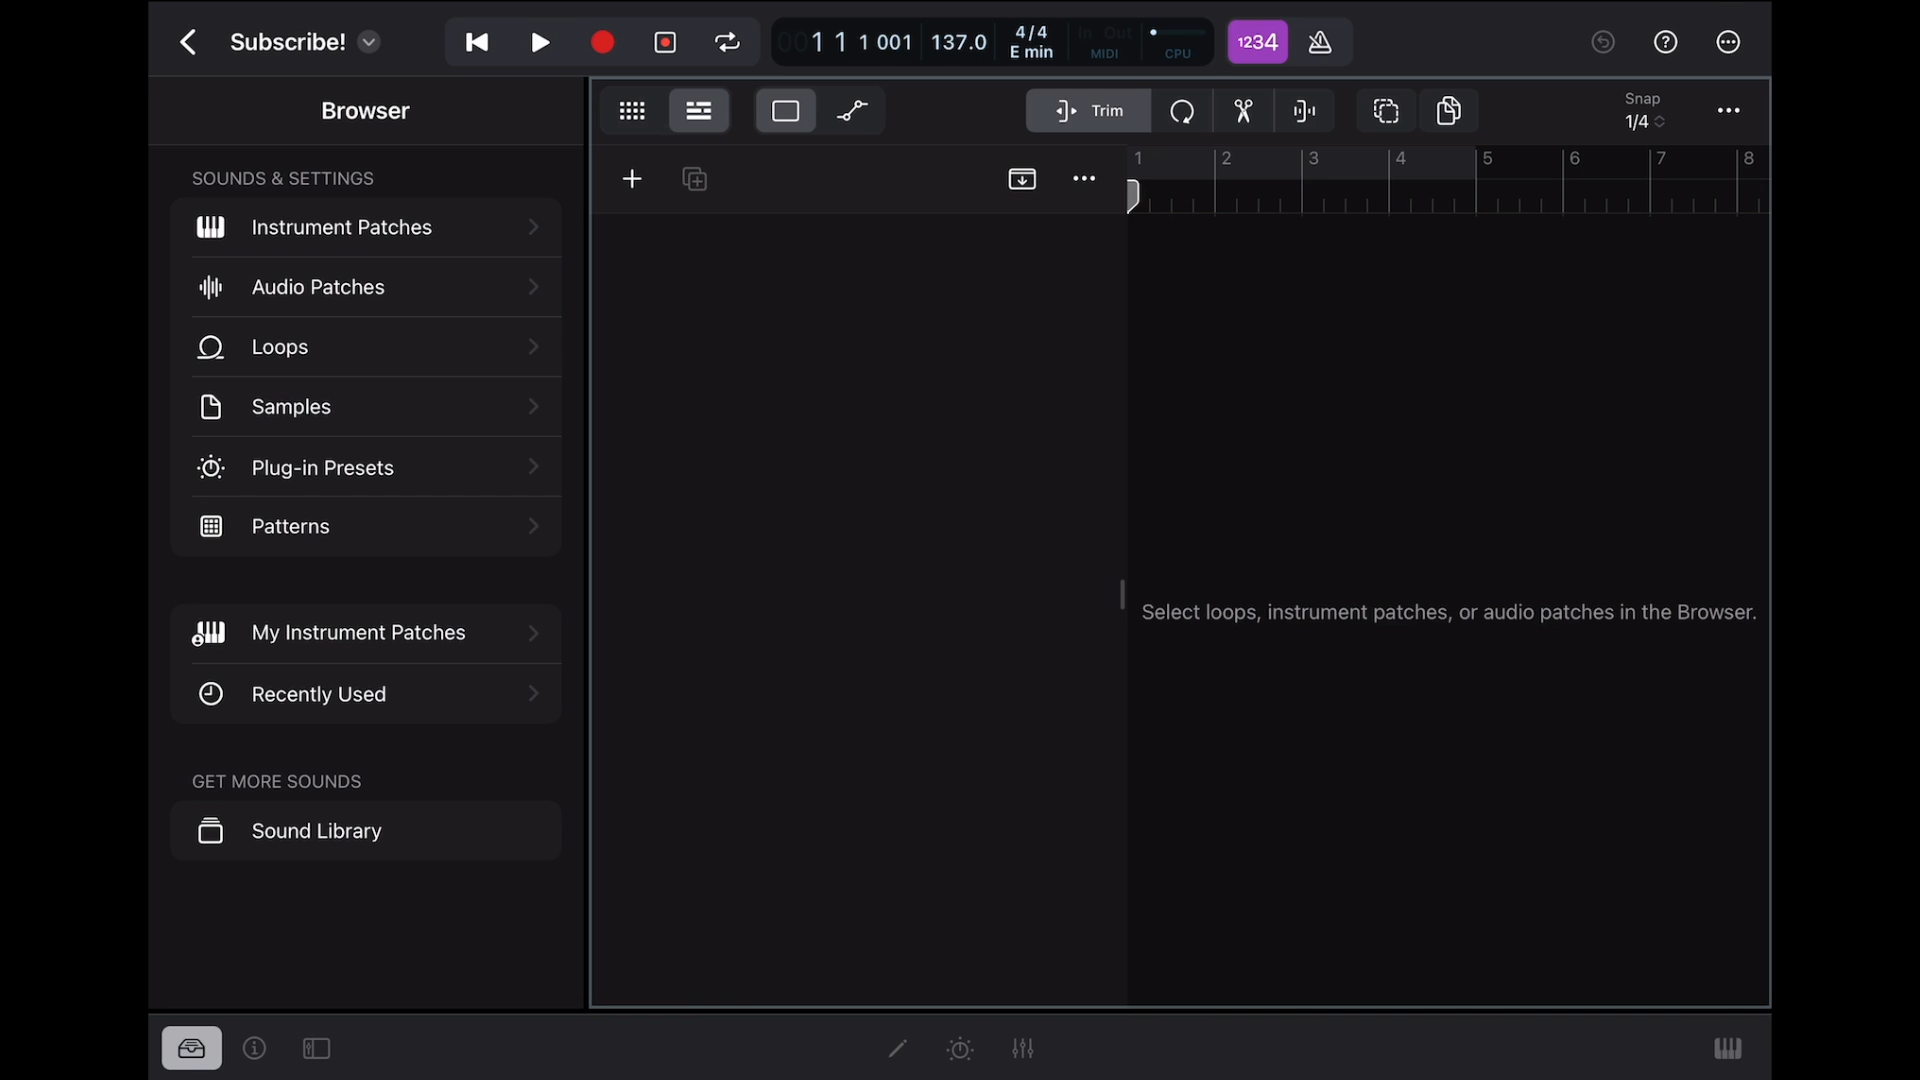 Subscribe!
001 1 1 001
137.0
4/4
E min
In Out
MIDI
CPU
1234
Browser
Trim
Snap
1/4
SOUNDS & SETTINGS
Instrument Patches
Audio Patches
Loops
Samples
Plug-in Presets
Patterns
My Instrument Patches
Recently Used
GET MORE SOUNDS
Sound Library
1 2 3 4 5 6 7 8
Select loops, instrument patches, or audio patches in the Browser.